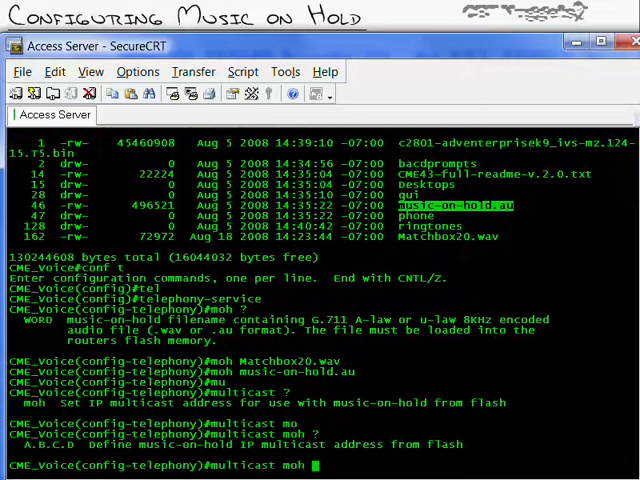 Configuring Music on Hold
Access Server - SecureCRT
File Edit View Options Transfer Script Tools Help
Access Server
1 -rw- 45460908 Aug 5 2008 14:39:10 -07:00 c2801-adventerprisek9_ivs-mz.124-
15.T5.bin
2 drw- 0 Aug 5 2008 14:34:56 -07:00 bacdprompts
14 -rw- 22224 Aug 5 2008 14:35:08 -07:00 CME43-full-readme-v.2.0.txt
15 drw- 0 Aug 5 2008 14:35:08 -07:00 Desktops
28 drw- 0 Aug 5 2008 14:35:10 -07:00 gui
46 -rw- 496521 Aug 5 2008 14:35:22 -07:00 music-on-hold.au
47 drw- 0 Aug 5 2008 14:35:22 -07:00 phone
128 drw- 0 Aug 5 2008 14:40:42 -07:00 ringtones
162 -rw- 72972 Aug 18 2008 14:23:44 -07:00 Matchbox20.wav
130244608 bytes total (16044032 bytes free)
CME_Voice#conf t
Enter configuration commands, one per line. End with CNTL/Z.
CME_Voice(config)#tel
CME_Voice(config)#telephony-service
CME_Voice(config-telephony)#moh ?
WORD music-on-hold filename containing G.711 A-law or u-law 8KHz encoded
audio file (.wav or .au format). The file must be loaded into the
routers flash memory.
CME_Voice(config-telephony)#moh Matchbox20.wav
CME_Voice(config-telephony)#moh music-on-hold.au
CME_Voice(config-telephony)#mu
CME_Voice(config-telephony)#multicast ?
moh Set IP multicast address for use with music-on-hold from flash
CME_Voice(config-telephony)#multicast mo
CME_Voice(config-telephony)#multicast moh ?
A.B.C.D Define music-on-hold IP multicast address from flash
CME_Voice(config-telephony)#multicast moh